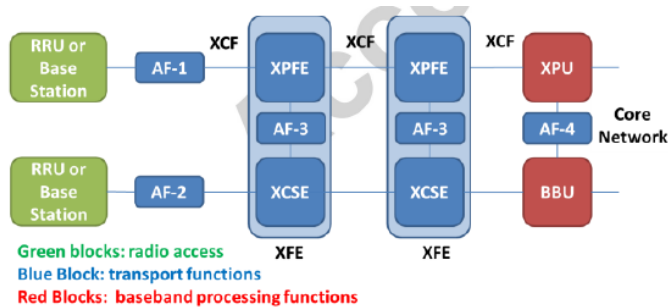 XCF
XCF
XCF
RRU or
Base
Station
AF-1
XPFE
XPFE
XPU
AF-3
AF-3
AF-4
Core
Network
RRU or
Base
Station
AF-2
XCSE
XCSE
BBU
XFE
XFE
Green blocks: radio access
Blue Block: transport functions
Red Blocks: baseband processing functions